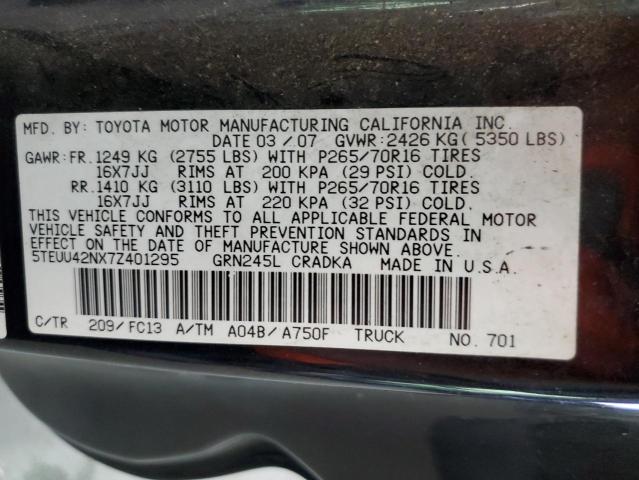 MFD. BY: TOYOTA MOTOR MANUFACTURING CALIFORNIA INC.
DATE 03/07 GVWR: 2426 KG( 5350 LBS)
GAWR: FR. 1249 KG (2755 LBS) WITH P265/70R16 TIRES
16X7JJ RIMS AT 200 KPA (29 PSI) COLD.
RR. 1410 KG (3110 LBS) WITH P265/70R16 TIRES
16X7JJ RIMS AT 220 KPA (32 PSI) COLD.
THIS VEHICLE CONFORMS TO ALL APPLICABLE FEDERAL MOTOR
VEHICLE SAFETY AND THEFT PREVENTION STANDARDS IN
EFFECT ON THE DATE OF MANUFACTURE SHOWN ABOVE.
5TEUU42NX7Z401295 GRN245L CRADKA MADE IN U.S.A.
C/TR 209/FC13 A/TM A04B/A750F TRUCK NO. 701